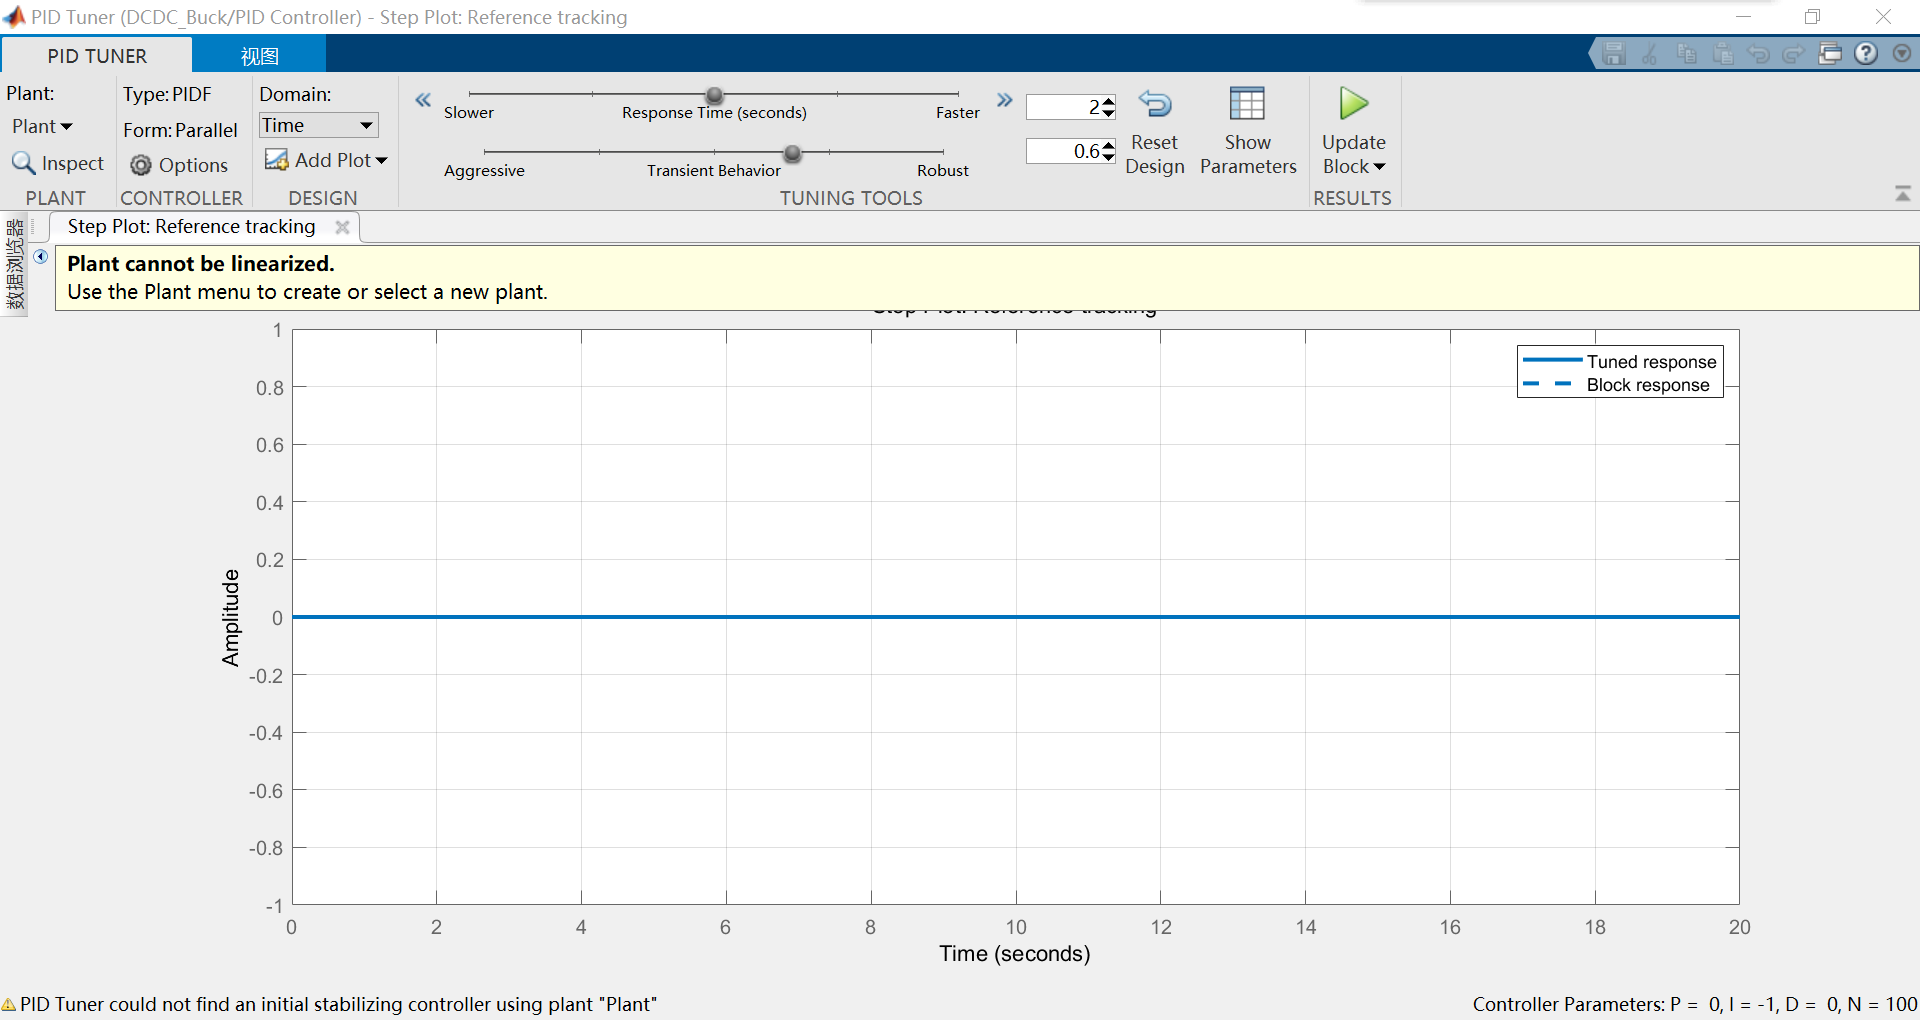 PID Tuner (DCDC_Buck/PID Controller) - Step Plot: Reference tracking
PID TUNER
视图
Plant:
Plant
Inspect
PLANT
Type: PIDF
Form: Parallel
Options
CONTROLLER
Domain:
Time
Add Plot
DESIGN
Slower
Response Time (seconds)
Faster
2
Aggressive
Transient Behavior
Robust
0.6
Reset
Design
Show
Parameters
TUNING TOOLS
Update
Block
RESULTS
数据浏览器
Step Plot: Reference tracking
Plant cannot be linearized.
Use the Plant menu to create or select a new plant.
Step Plot: Reference tracking
Tuned response
Block response
1
0.8
0.6
0.4
0.2
0
-0.2
-0.4
-0.6
-0.8
-1
Amplitude
0 2 4 6 8 10 12 14 16 18 20
Time (seconds)
PID Tuner could not find an initial stabilizing controller using plant "Plant"
Controller Parameters: P = 0, I = -1, D = 0, N = 100